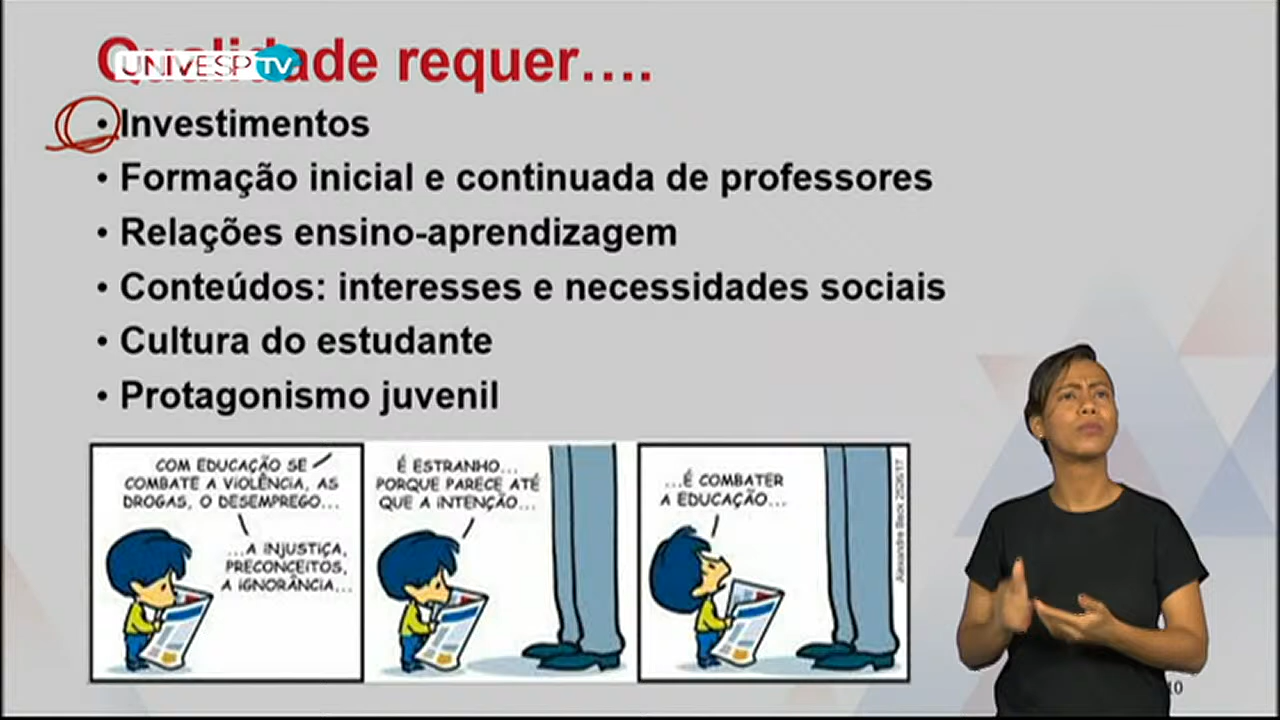 Qualidade requer....
UNIVESP TV
• Investimentos
• Formação inicial e continuada de professores
• Relações ensino-aprendizagem
• Conteúdos: interesses e necessidades sociais
• Cultura do estudante
• Protagonismo juvenil
COM EDUCAÇÃO SE
COMBATE A VIOLÊNCIA, AS
DROGAS, O DESEMPREGO...
...A INJUSTIÇA,
PRECONCEITOS,
A IGNORÂNCIA...
É ESTRANHO...
PORQUE PARECE ATÉ
QUE A INTENÇÃO...
...É COMBATER
A EDUCAÇÃO...
Alexandre Beck
10